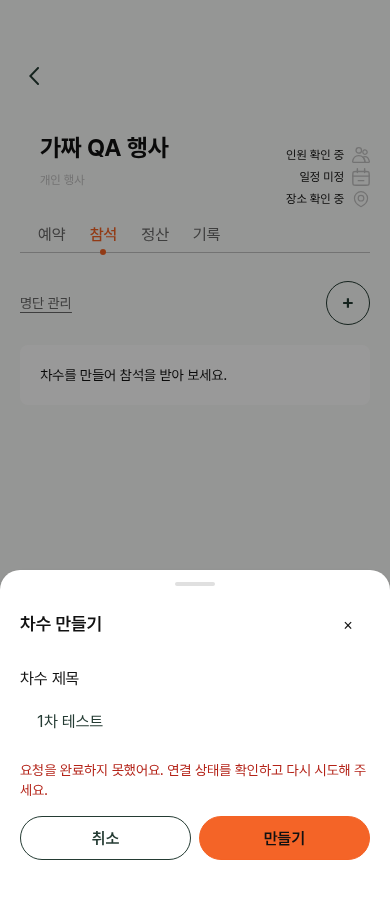 가짜 QA 행사
개인 행사
인원 확인 중
일정 미정
장소 확인 중
예약 참석 정산 기록
명단 관리
+
차수를 만들어 참석을 받아 보세요.
차수 만들기
×
차수 제목
1차 테스트
요청을 완료하지 못했어요. 연결 상태를 확인하고 다시 시도해 주
세요.
취소 만들기